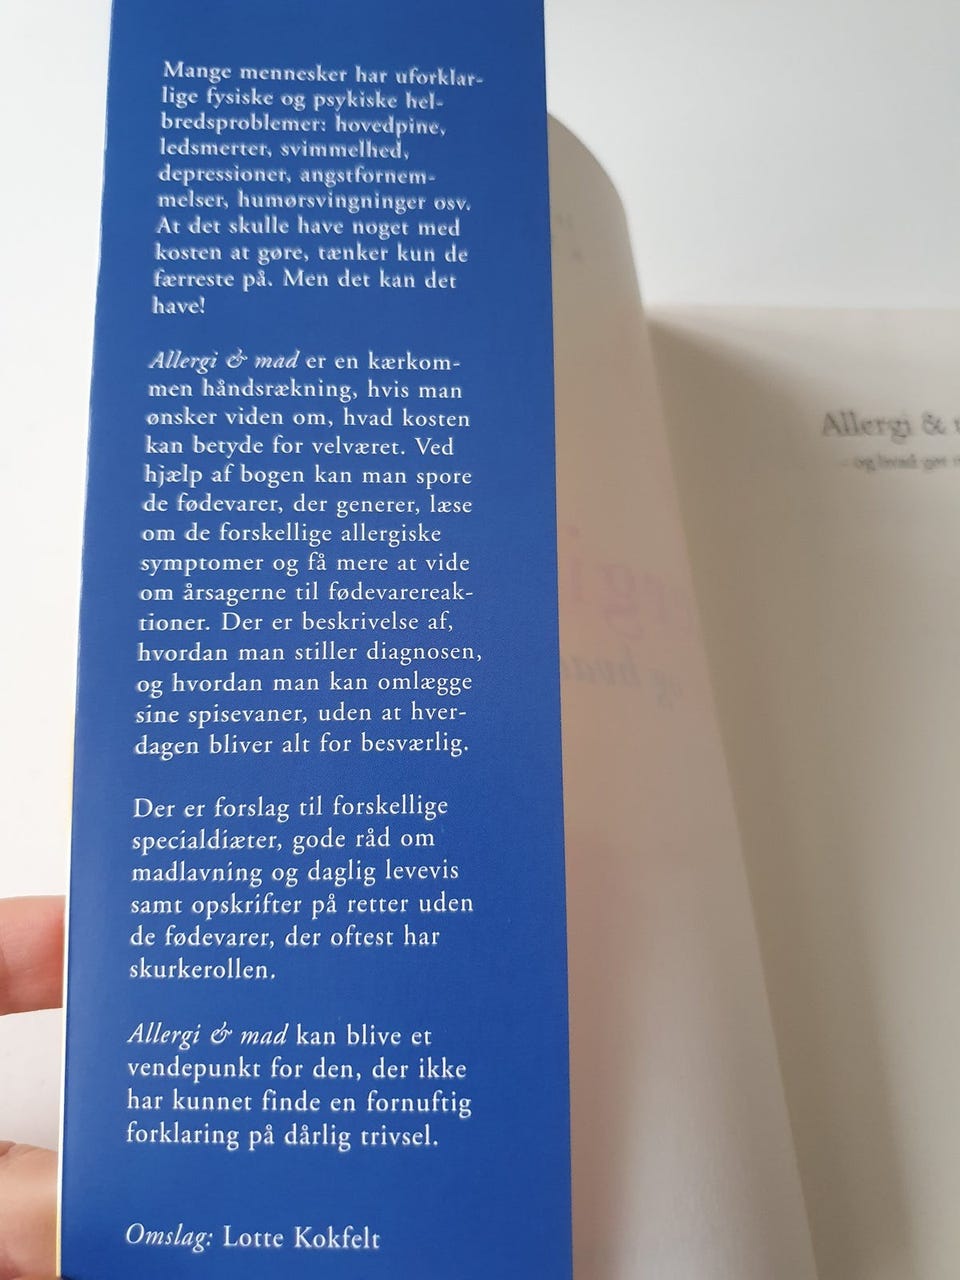 Mange mennesker har uforklar-
lige fysiske og psykiske hel-
bredsproblemer: hovedpine,
ledsmerter, svimmelhed,
depressioner, angstfornem-
melser, humørsvingninger osv.
At det skulle have noget med
kosten at gøre, tænker kun de
færreste på. Men det kan det
have!
Allergi & mad er en kærkom-
men håndsrækning, hvis man
ønsker viden om, hvad kosten
kan betyde for velværet. Ved
hjælp af bogen kan man spore
de fødevarer, der generer, læse
om de forskellige allergiske
symptomer og få mere at vide
om årsagerne til fødevarereak-
tioner. Der er beskrivelse af,
hvordan man stiller diagnosen,
og hvordan man kan omlægge
sine spisevaner, uden at hver-
dagen bliver alt for besværlig.
Der er forslag til forskellige
specialdiæter, gode råd om
madlavning og daglig levevis
samt opskrifter på retter uden
de fødevarer, der oftest har
skurkerollen.
Allergi & mad kan blive et
vendepunkt for den, der ikke
har kunnet finde en fornuftig
forklaring på dårlig trivsel.
Omslag: Lotte Kokfelt
Allergi &
- og hvad gør